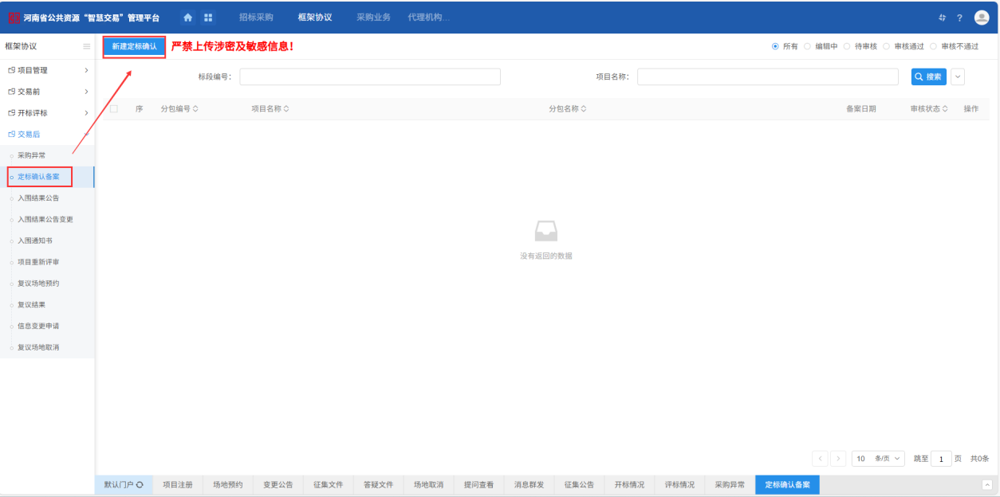 河南省公共资源“智慧交易”管理平台 招标采购 框架协议 采购业务 代理机构... ?
框架协议 新建定标确认 严禁上传涉密及敏感信息! 所有 编辑中 待审核 审核通过 审核不通过
项目管理
标段编号: 项目名称: 搜索
交易前
开标评标
序 分包编号 项目名称 分包名称 备案日期 审核状态 操作
交易后
采购异常
定标确认备案
入围结果公告
入围结果公告变更
入围通知书
项目重新评审
复议场地预约
复议结果
信息变更申请
复议场地取消
没有返回的数据
10 条/页 跳至 1 页 共0条
默认门户 项目注册 场地预约 变更公告 征集文件 答疑文件 场地取消 提问查看 消息群发 征集公告 开标情况 评标情况 采购异常 定标确认备案